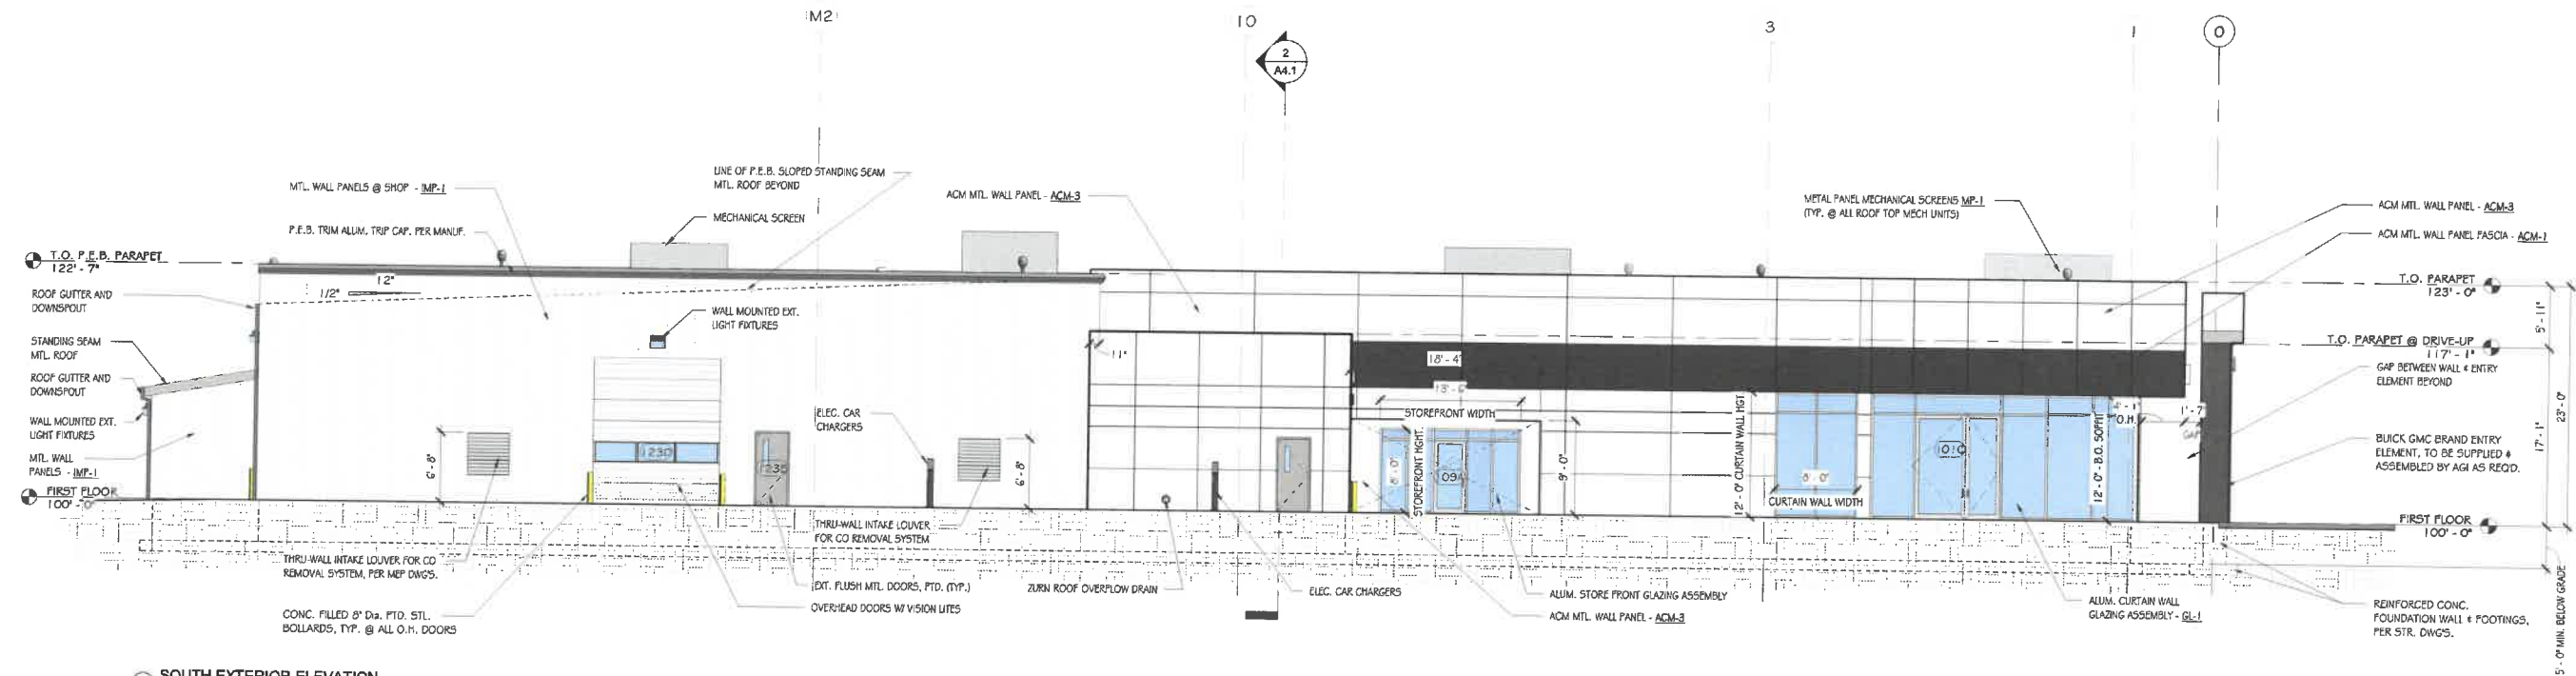 (M2)
10
3
1
0
2
A4.1
MTL. WALL PANELS @ SHOP - IMP-1
P.E.B. TRIM ALUM. TRIP CAP. PER MANUF.
LINE OF P.E.B. SLOPED STANDING SEAM
MTL. ROOF BEYOND
MECHANICAL SCREEN
ACM MTL. WALL PANEL - ACM-3
METAL PANEL MECHANICAL SCREENS MP-1
(TYP. @ ALL ROOF TOP MECH UNITS)
ACM MTL. WALL PANEL - ACM-3
ACM MTL. WALL PANEL FASCIA - ACM-1
T.O. P.E.B. PARAPET
122' - 7"
12"
1/2"
ROOF GUTTER AND
DOWNSPOUT
STANDING SEAM
MTL. ROOF
ROOF GUTTER AND
DOWNSPOUT
WALL MOUNTED EXT.
LIGHT FIXTURES
MTL. WALL
PANELS - IMP-1
FIRST FLOOR
100' - 0"
WALL MOUNTED EXT.
LIGHT FIXTURES
6' - 8"
1230
ELEC. CAR
CHARGERS
6' - 8"
11"
18' - 4"
STOREFRONT WIDTH
STOREFRONT HGHT.
8' - 0"
9' - 0"
12' - 0" CURTAIN WALL HGT.
8' - 0"
CURTAIN WALL WIDTH
1010
12' - 0" B.O. SOFFIT
O.H.
1' - 7"
GAP
T.O. PARAPET
123' - 0"
T.O. PARAPET @ DRIVE-UP
117' - 1"
GAP BETWEEN WALL & ENTRY
ELEMENT BEYOND
BUICK GMC BRAND ENTRY
ELEMENT, TO BE SUPPLIED &
ASSEMBLED BY AGI AS REQ'D.
FIRST FLOOR
100' - 0"
5' - 11"
17' - 1"
23' - 0"
5' - 0" MIN. BELOW GRADE
THRU-WALL INTAKE LOUVER FOR CO
REMOVAL SYSTEM, PER MEP DWGS.
CONC. FILLED 8" Dia. PTD. STL.
BOLLARDS, TYP. @ ALL O.H. DOORS
THRU-WALL INTAKE LOUVER
FOR CO REMOVAL SYSTEM
EXT. FLUSH MTL. DOORS, PTD. (TYP.)
OVERHEAD DOORS W/ VISION LITES
ZURN ROOF OVERFLOW DRAIN
ELEC. CAR CHARGERS
ALUM. STORE FRONT GLAZING ASSEMBLY
ACM MTL. WALL PANEL - ACM-3
ALUM. CURTAIN WALL
GLAZING ASSEMBLY - GL-1
REINFORCED CONC.
FOUNDATION WALL & FOOTINGS,
PER STR. DWGS.
SOUTH EXTERIOR ELEVATION